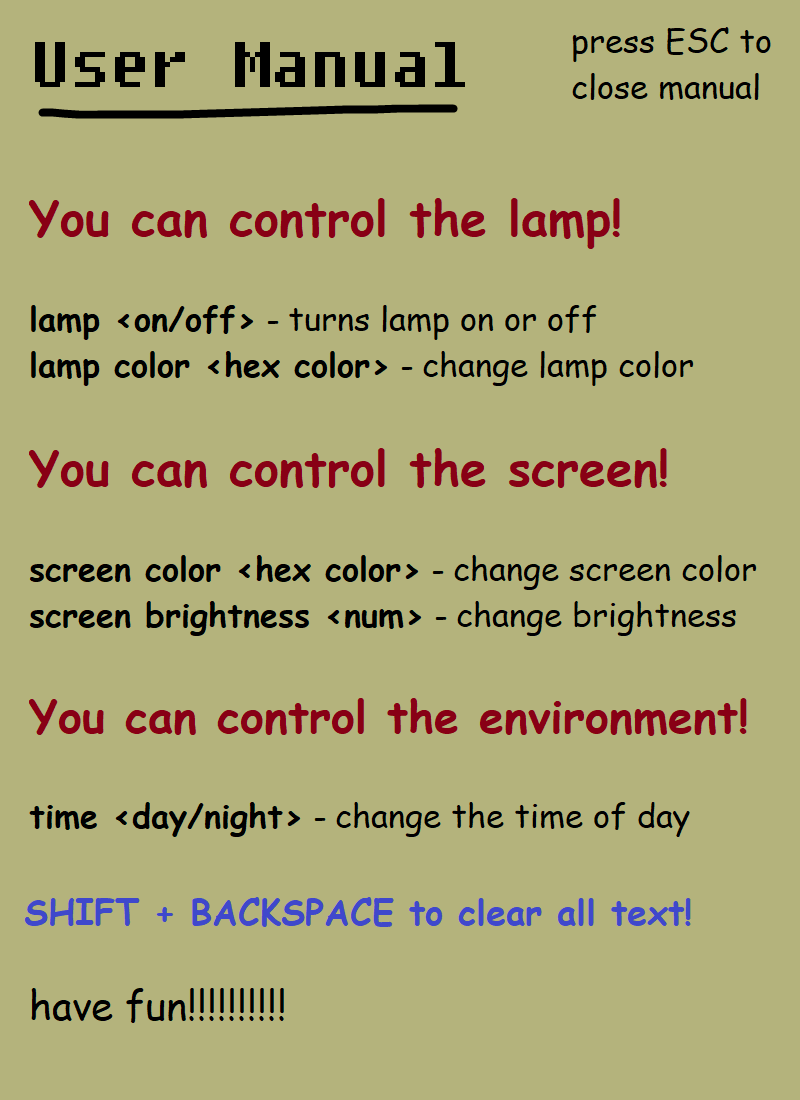 User Manual
press ESC to
close manual
You can control the lamp!
lamp <on/off> - turns lamp on or off
lamp color <hex color> - change lamp color
You can control the screen!
screen color <hex color> - change screen color
screen brightness <num> - change brightness
You can control the environment!
time <day/night> - change the time of day
SHIFT + BACKSPACE to clear all text!
have fun!!!!!!!!!!